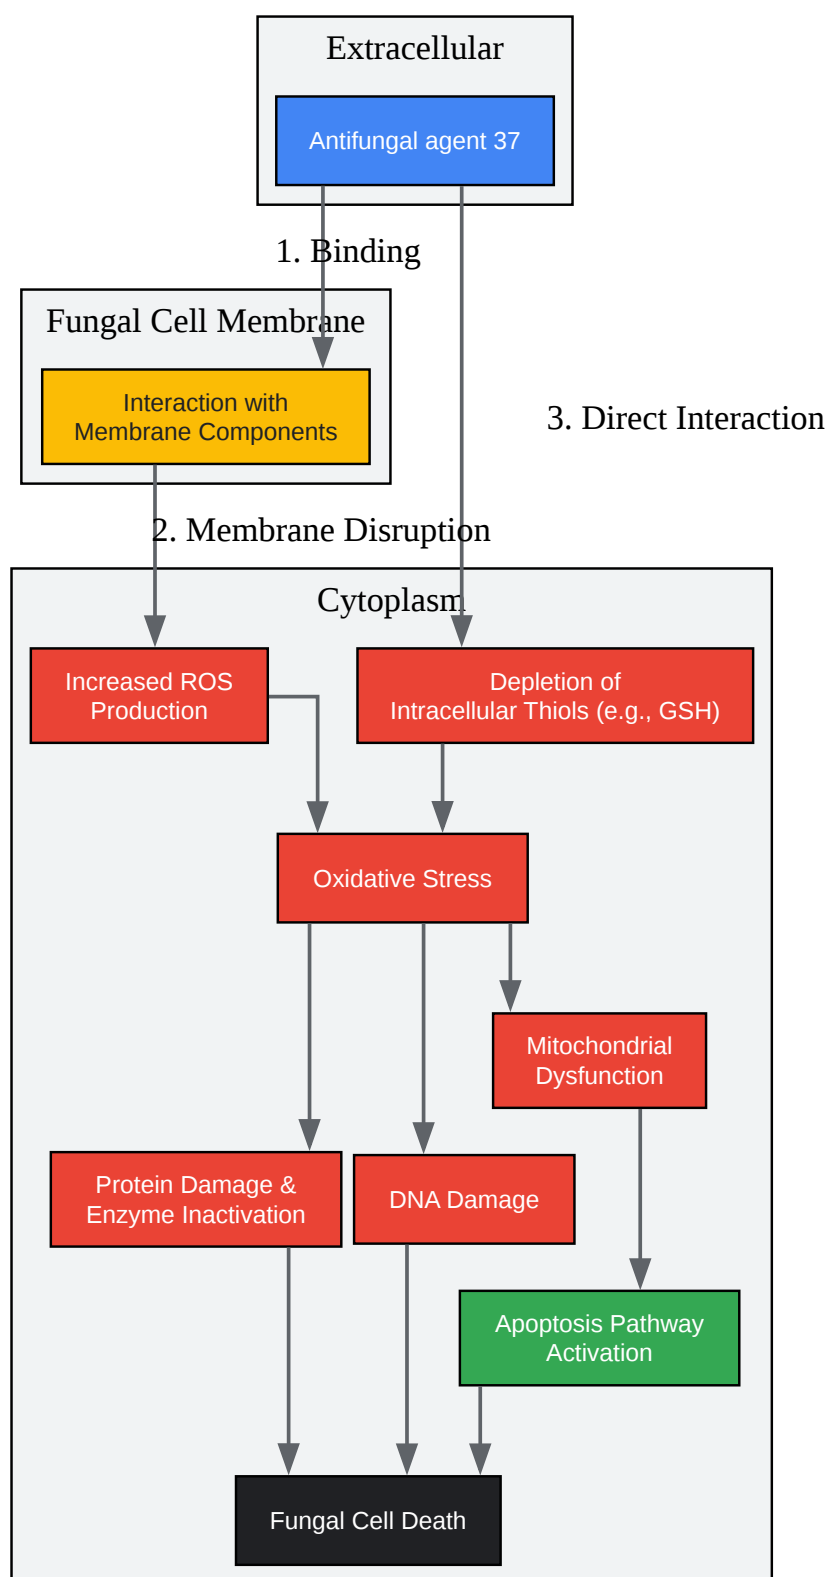 Extracellular
Antifungal agent 37
1. Binding
Fungal Cell Membrane
Interaction with
Membrane Components
3. Direct Interaction
2. Membrane Disruption
Cytoplasm
Increased ROS
Production
Depletion of
Intracellular Thiols (e.g., GSH)
Oxidative Stress
Mitochondrial
Dysfunction
Protein Damage &
Enzyme Inactivation
DNA Damage
Apoptosis Pathway
Activation
Fungal Cell Death